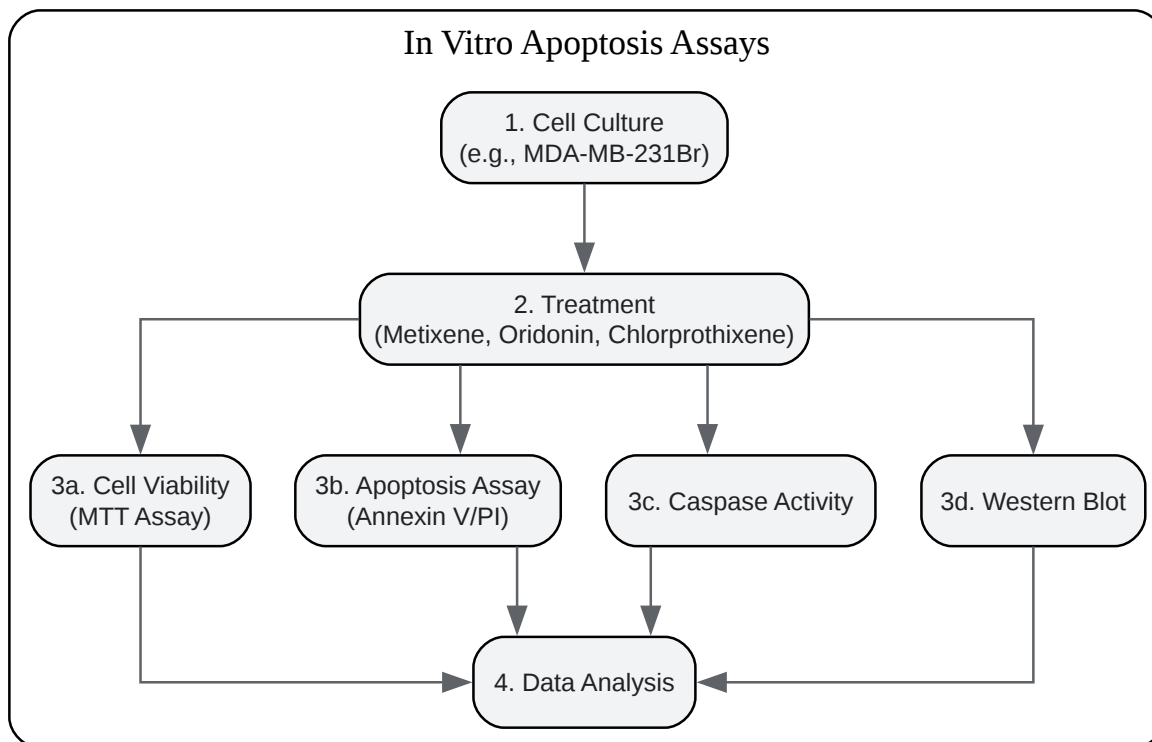 In Vitro Apoptosis Assays
1. Cell Culture
(e.g., MDA-MB-231Br)
2. Treatment
(Metixene, Oridonin, Chlorprothixene)
3a. Cell Viability
(MTT Assay)
3b. Apoptosis Assay
(Annexin V/PI)
3c. Caspase Activity
3d. Western Blot
4. Data Analysis